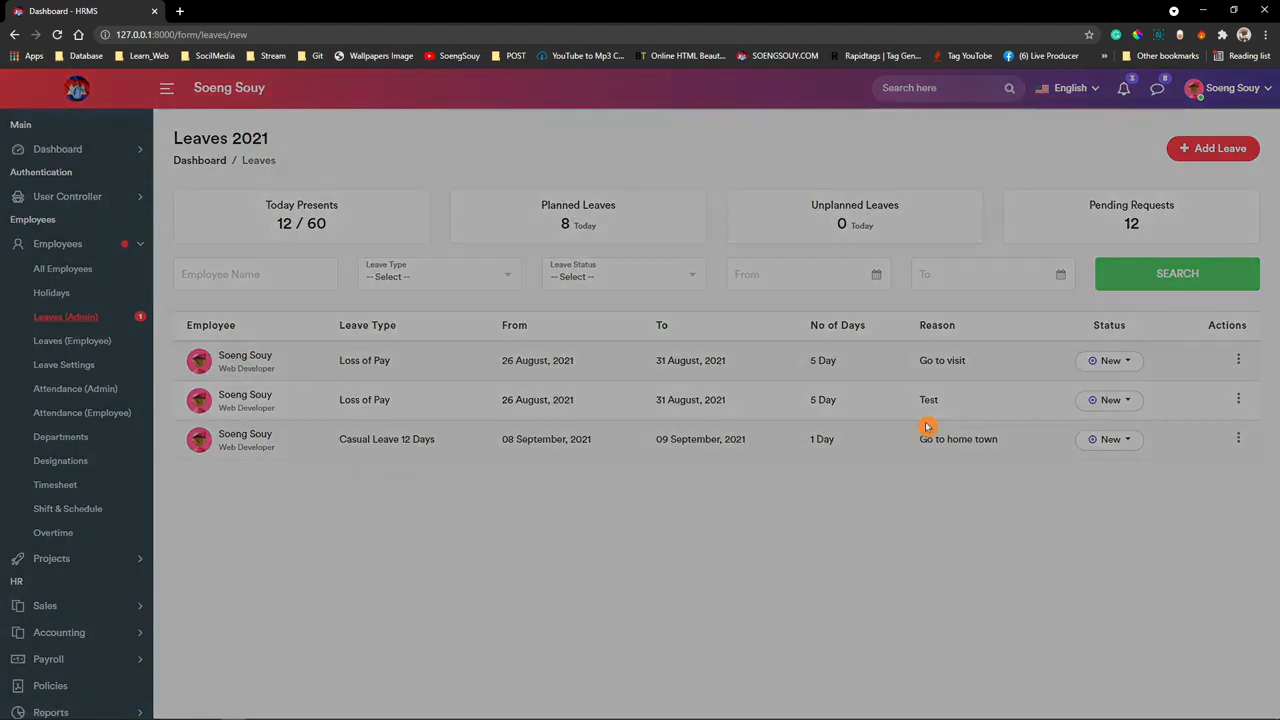 Dashboard - HRMS
127.0.0.1:8000/form/leaves/new
Apps Database Learn_Web SocilMedia Stream Git Wallpapers Image SoengSouy POST YouTube to Mp3 C... Online HTML Beaut... SOENGSOUY.COM Rapidtags | Tag Gen... Tag YouTube (6) Live Producer » Other bookmarks Reading list
Soeng Souy Search here English 3 8 Soeng Souy
Main
Dashboard
Authentication
User Controller
Employees
Employees
All Employees
Holidays
Leaves (Admin) 1
Leaves (Employee)
Leave Settings
Attendance (Admin)
Attendance (Employee)
Departments
Designations
Timesheet
Shift & Schedule
Overtime
Projects
HR
Sales
Accounting
Payroll
Policies
Reports
Leaves 2021
Dashboard / Leaves
+ Add Leave
Today Presents
12 / 60
Planned Leaves
8 Today
Unplanned Leaves
0 Today
Pending Requests
12
Employee Name
Leave Type
-- Select --
Leave Status
-- Select --
From
To
SEARCH
Employee Leave Type From To No of Days Reason Status Actions
Soeng Souy
Web Developer
Loss of Pay 26 August, 2021 31 August, 2021 5 Day Go to visit New
Soeng Souy
Web Developer
Loss of Pay 26 August, 2021 31 August, 2021 5 Day Test New
Soeng Souy
Web Developer
Casual Leave 12 Days 08 September, 2021 09 September, 2021 1 Day Go to home town New